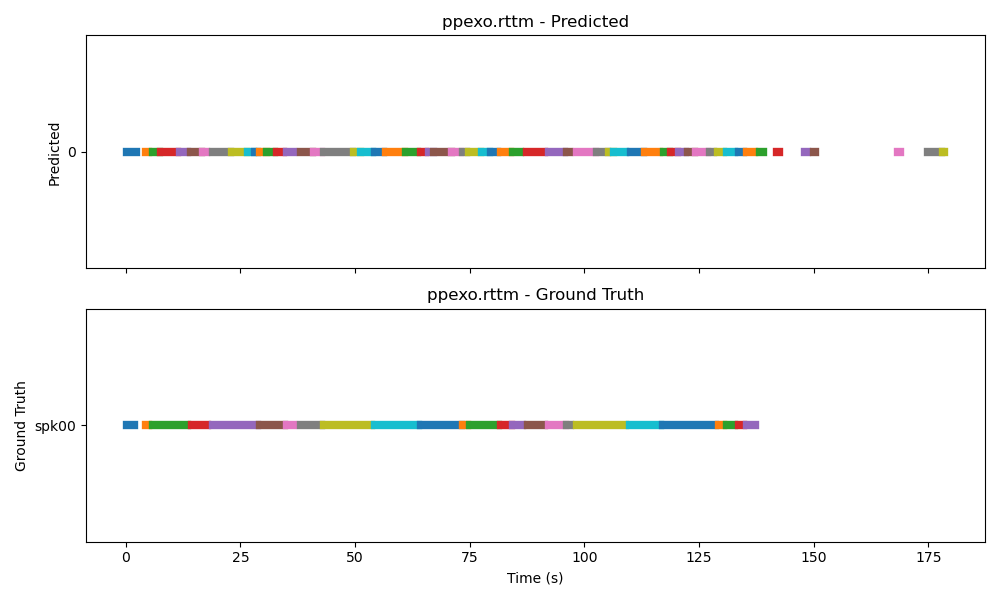 ppexo.rttm - Predicted
Predicted
0
ppexo.rttm - Ground Truth
Ground Truth
spk00
0 25 50 75 100 125 150 175
Time (s)